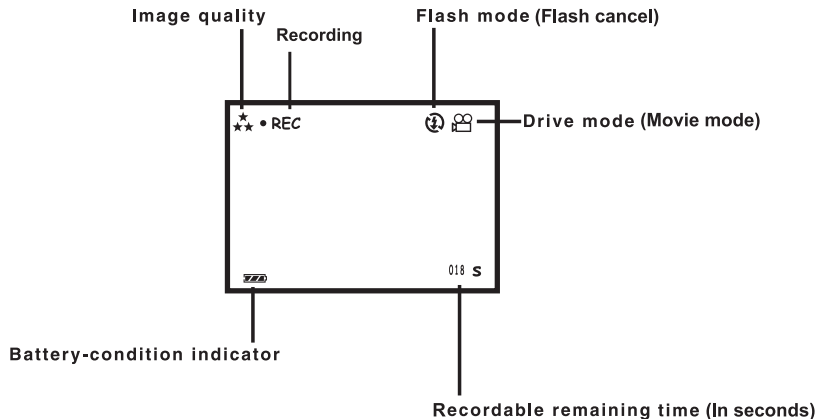 Image quality
Flash mode (Flash cancel)
Recording
• REC
Drive mode (Movie mode)
018 S
Battery-condition indicator
Recordable remaining time (In seconds)